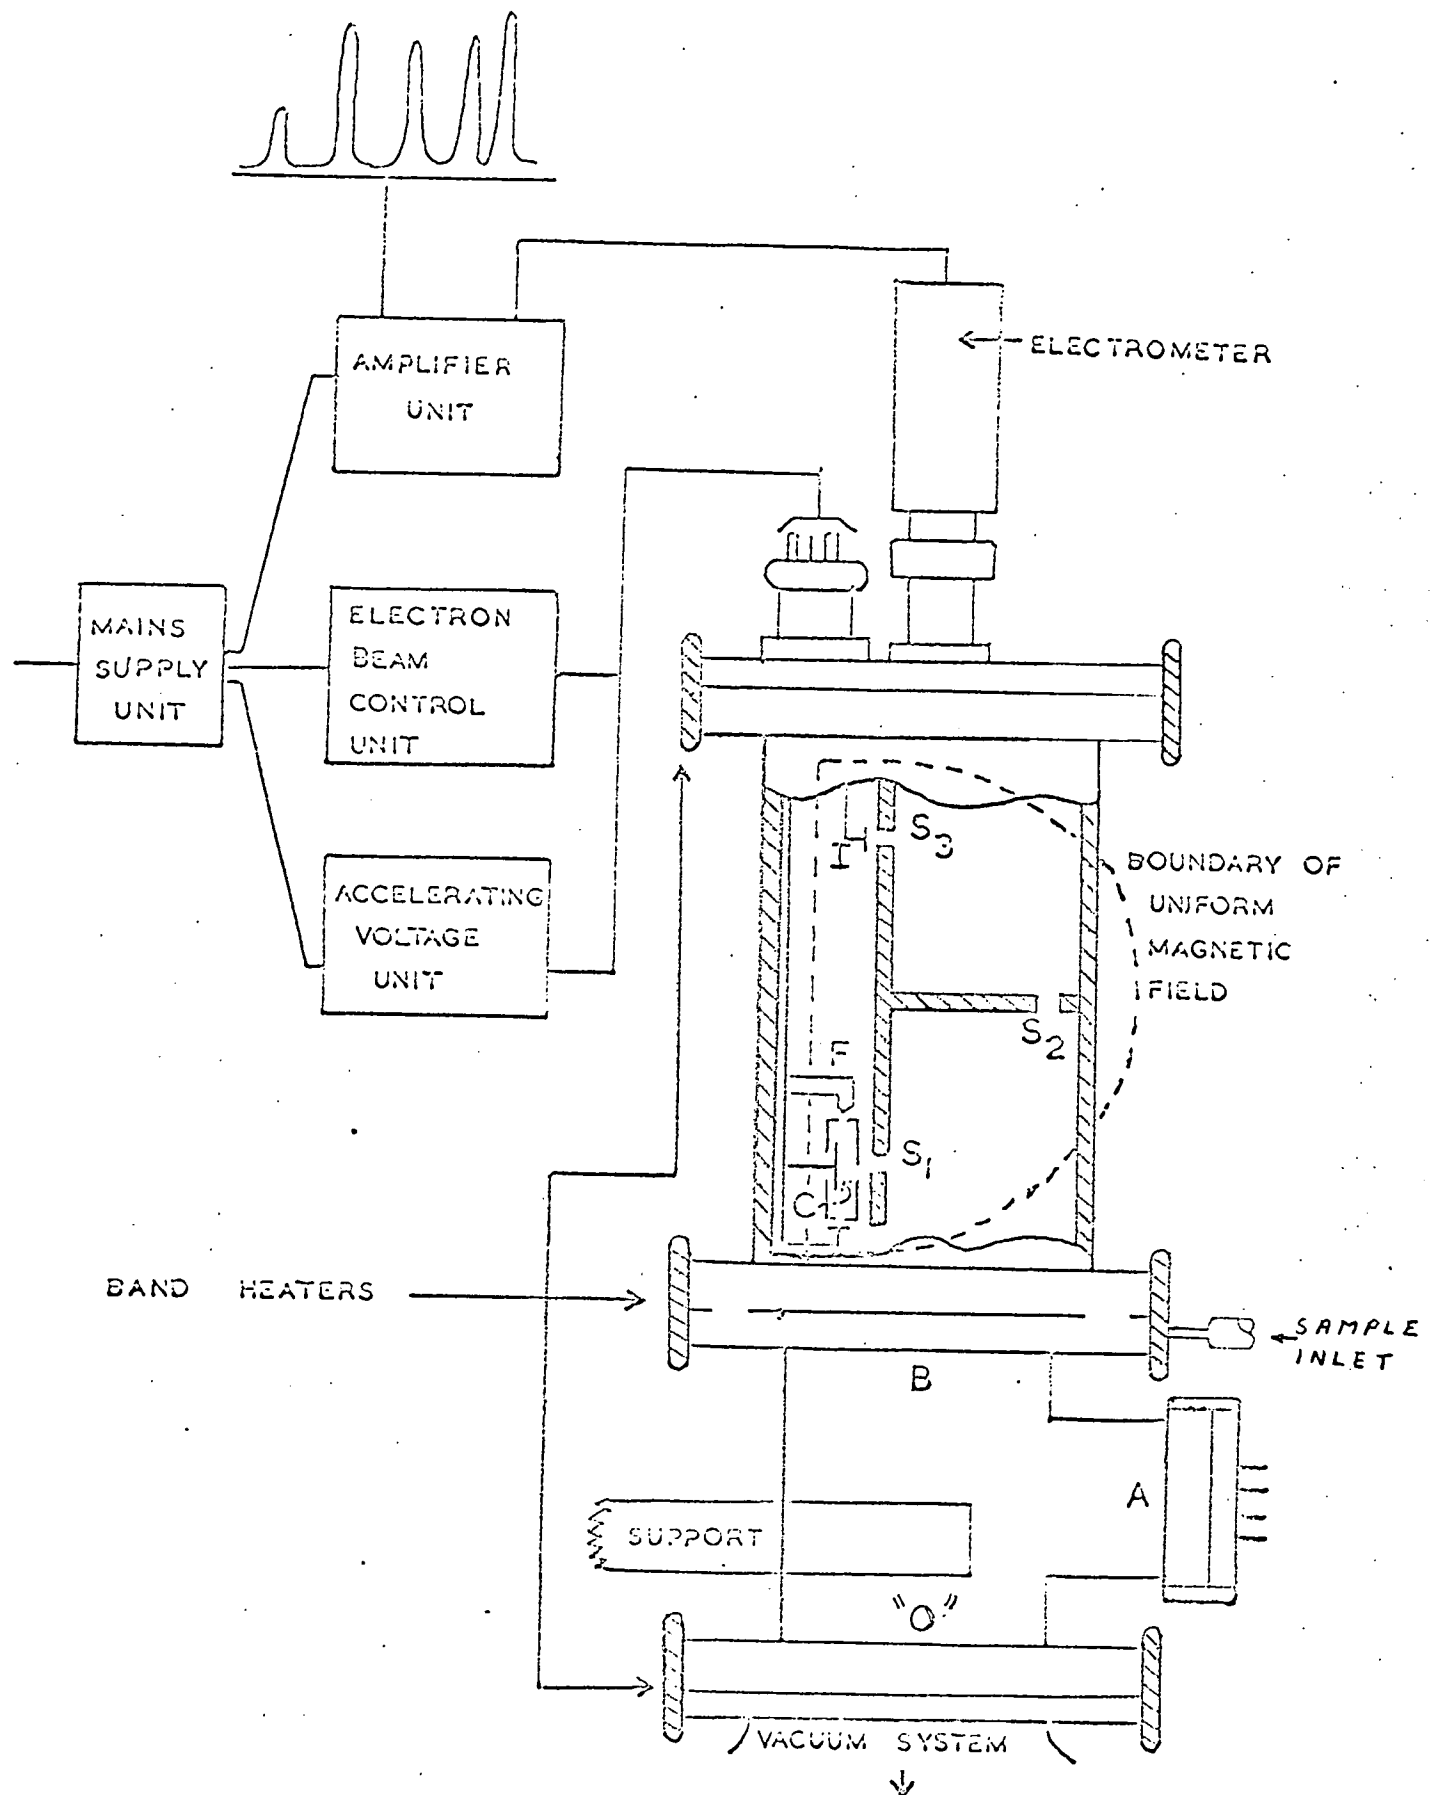 AMPLIFIER
UNIT
ELECTROMETER
MAINS
SUPPLY
UNIT
ELECTRON
BEAM
CONTROL
UNIT
ACCELERATING
VOLTAGE
UNIT
S3
BOUNDARY OF
UNIFORM
MAGNETIC
FIELD
S2
F
S1
C
BAND HEATERS
SAMPLE
INLET
B
A
SUPPORT
"O"
VACUUM SYSTEM